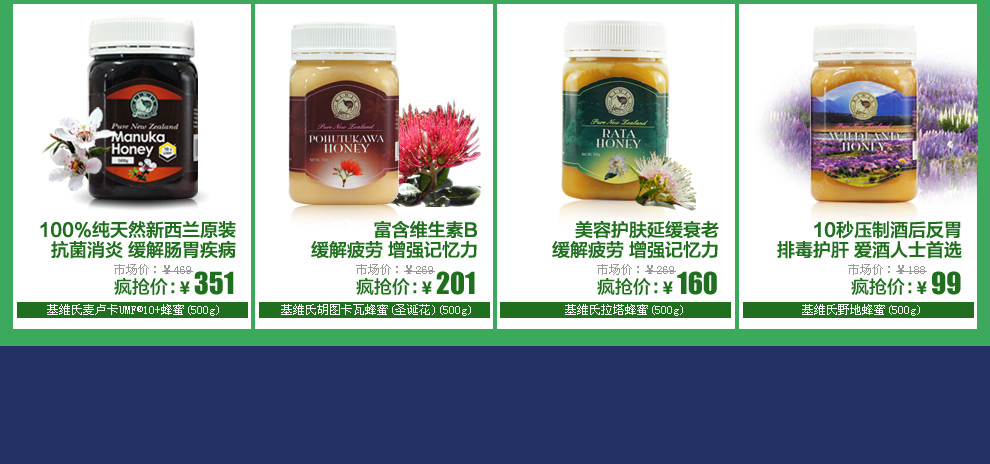 Pure New Zealand
Manuka
Honey
500g
100%纯天然新西兰原装
抗菌消炎 缓解肠胃疾病
市场价：￥469
疯抢价：￥351
基维氏麦卢卡UMF®10+蜂蜜(500g)
Pure New Zealand
POHUTUKAWA
HONEY
富含维生素B
缓解疲劳 增强记忆力
市场价：￥269
疯抢价：￥201
基维氏胡图卡瓦蜂蜜(圣诞花)(500g)
Pure New Zealand
RATA
HONEY
美容护肤延缓衰老
缓解疲劳 增强记忆力
市场价：￥269
疯抢价：￥160
基维氏拉塔蜂蜜(500g)
WILDLAND
HONEY
10秒压制酒后反胃
排毒护肝 爱酒人士首选
市场价：￥188
疯抢价：￥99
基维氏野地蜂蜜(500g)